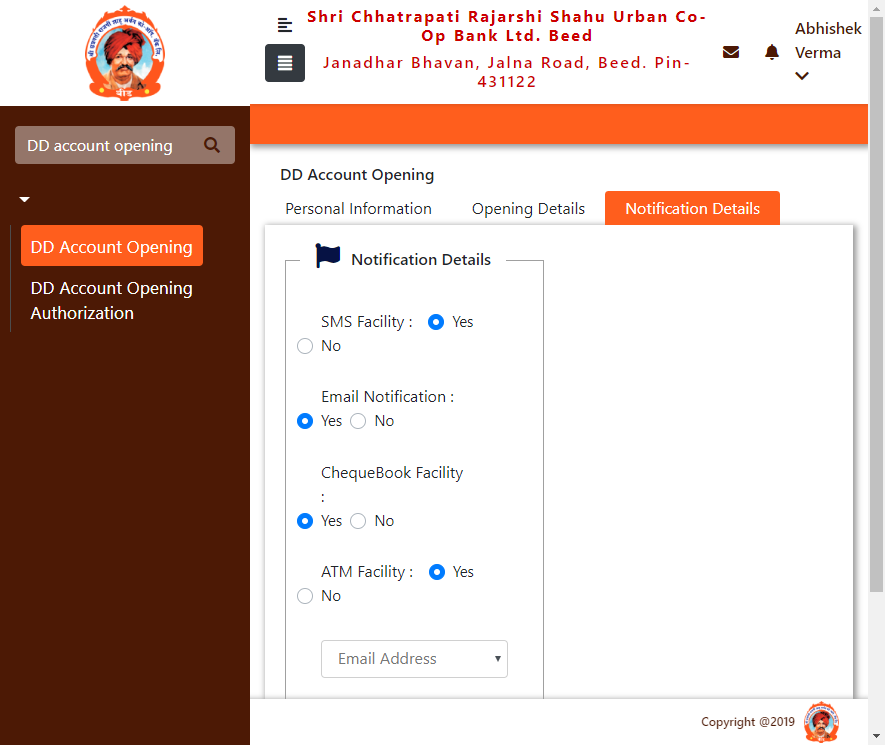 Shri Chhatrapati Rajarshi Shahu Urban Co-
Op Bank Ltd. Beed
Janadhar Bhavan, Jalna Road, Beed. Pin-
431122
Abhishek
Verma
DD account opening
DD Account Opening
DD Account Opening
Authorization
DD Account Opening
Personal Information
Opening Details
Notification Details
Notification Details
SMS Facility : Yes
No
Email Notification :
Yes No
ChequeBook Facility
:
Yes No
ATM Facility : Yes
No
Email Address
Copyright @2019